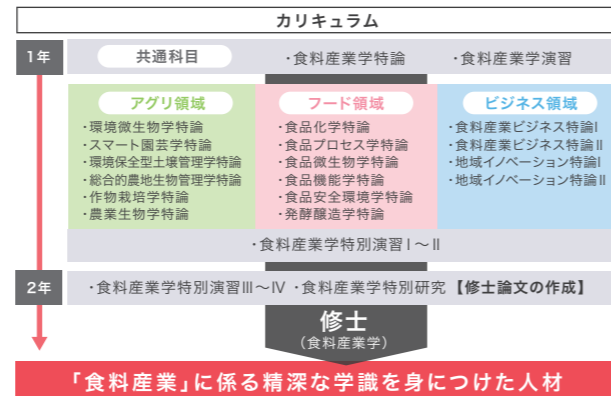 カリキュラム
1年
共通科目 ・食料産業学特論 ・食料産業学演習
アグリ領域
・環境微生物学特論
・スマート園芸学特論
・環境保全型土壌管理学特論
・総合的農地生物管理学特論
・作物栽培学特論
・農業生物学特論
フード領域
・食品化学特論
・食品プロセス学特論
・食品微生物学特論
・食品機能学特論
・食品安全環境学特論
・発酵醸造学特論
ビジネス領域
・食料産業ビジネス特論Ⅰ
・食料産業ビジネス特論Ⅱ
・地域イノベーション特論Ⅰ
・地域イノベーション特論Ⅱ
・食料産業学特別演習Ⅰ～Ⅱ
2年
・食料産業学特別演習Ⅲ～Ⅳ ・食料産業学特別研究【修士論文の作成】
修士
(食料産業学)
「食料産業」に係る精深な学識を身につけた人材